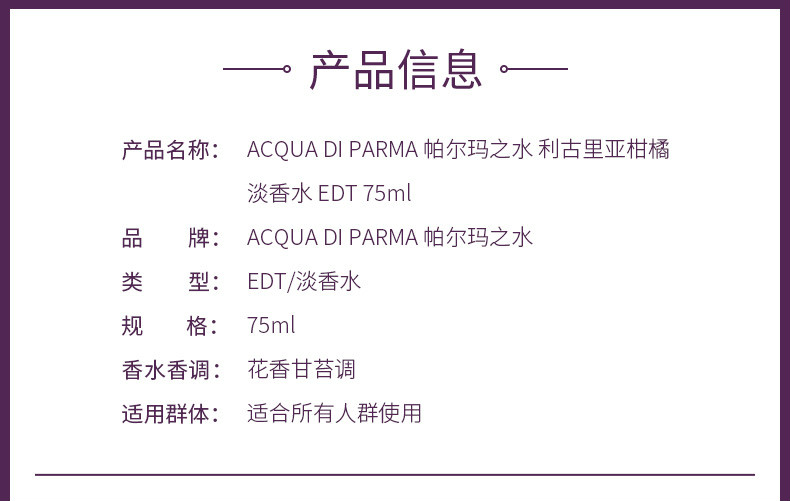 产品信息
产品名称： ACQUA DI PARMA 帕尔玛之水 利古里亚柑橘
淡香水 EDT 75ml
品 牌： ACQUA DI PARMA 帕尔玛之水
类 型： EDT/淡香水
规 格： 75ml
香水香调： 花香甘苔调
适用群体： 适合所有人群使用